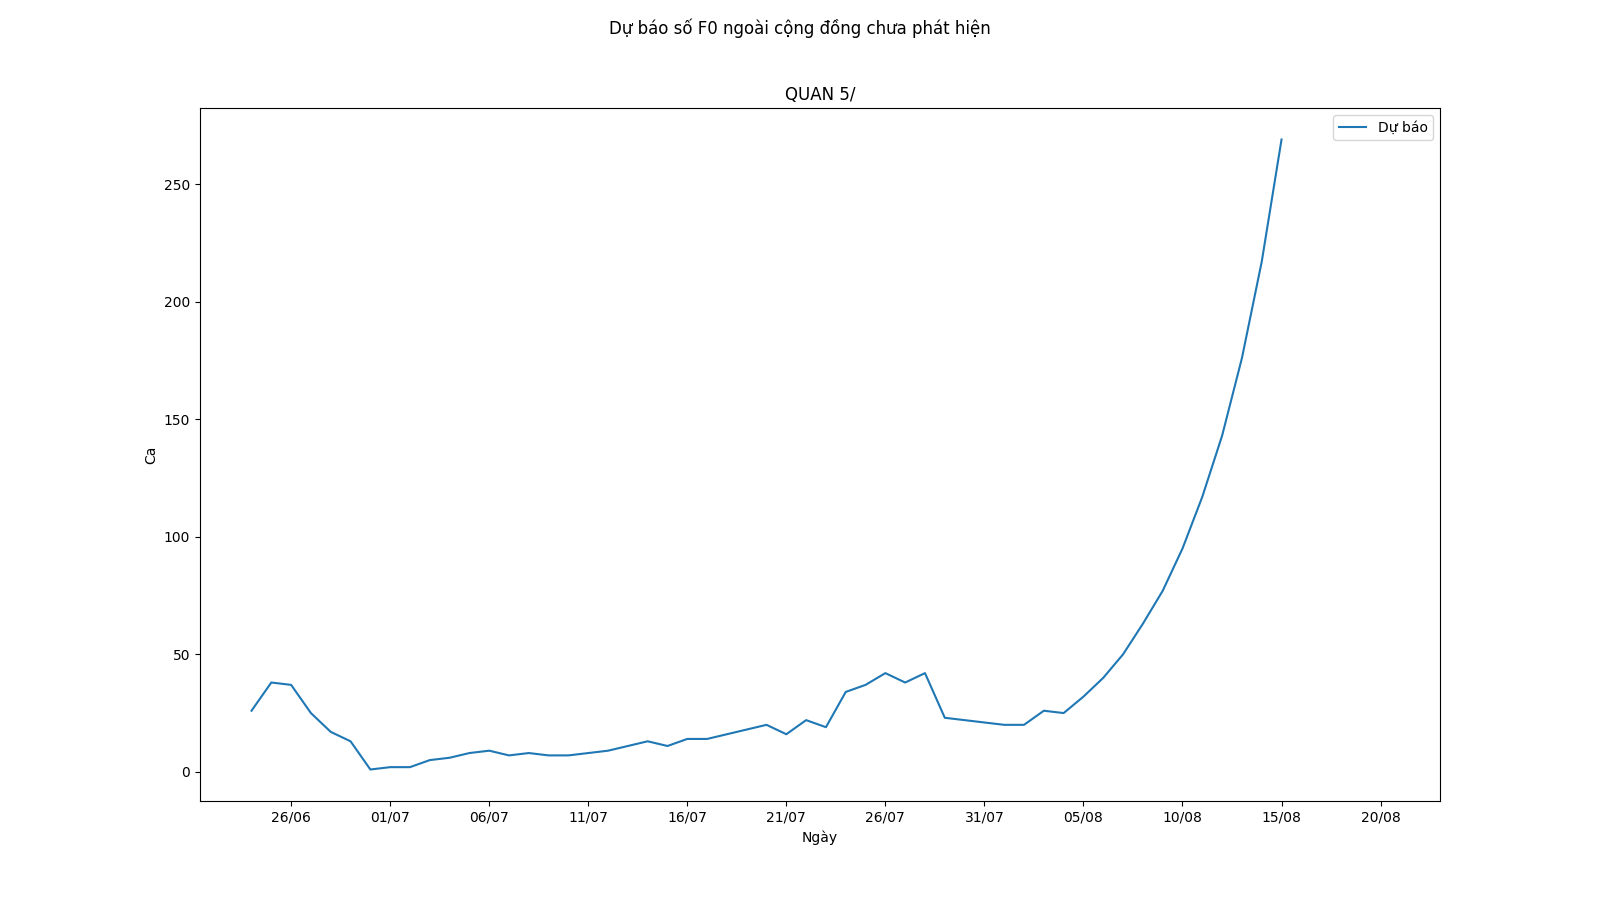 Dự báo số F0 ngoài cộng đồng chưa phát hiện
QUAN 5/
Dự báo
250
200
150
100
50
0
Ca
26/06 01/07 06/07 11/07 16/07 21/07 26/07 31/07 05/08 10/08 15/08 20/08
Ngày